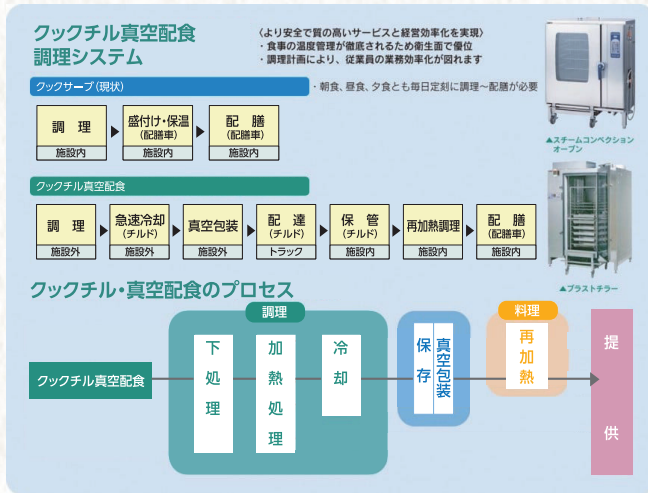 クックチル真空配食
調理システム
〈より安全で質の高いサービスと経営効率化を実現〉
・食事の温度管理が徹底されるため衛生面で優位
・調理計画により、従業員の業務効率化が図れます
クックサーブ(現状)
・朝食、昼食、夕食とも毎日定刻に調理〜配膳が必要
調 理
施設内
盛付け・保温
(配膳車)
施設内
配 膳
(配膳車)
施設内
▲スチームコンベクション
オーブン
クックチル真空配食
調 理
施設外
急速冷却
(チルド)
施設外
真空包装
施設外
配 達
(チルド)
トラック
保 管
(チルド)
施設内
再加熱調理
施設内
配 膳
(配膳車)
施設内
▲ブラストチラー
クックチル・真空配食のプロセス
調理
料理
クックチル真空配食
下処理
加熱処理
冷却
保存
真空包装
再加熱
提供